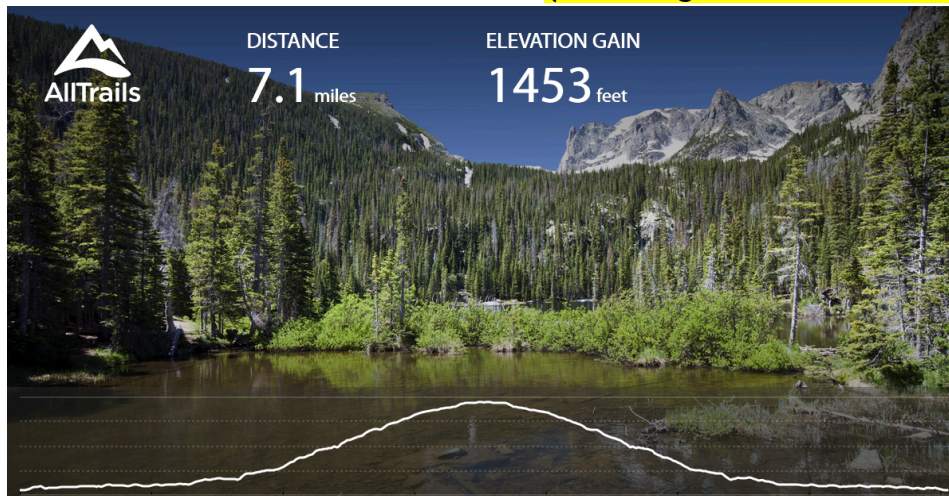 AllTrails
DISTANCE
7.1 miles
ELEVATION GAIN
1453 feet